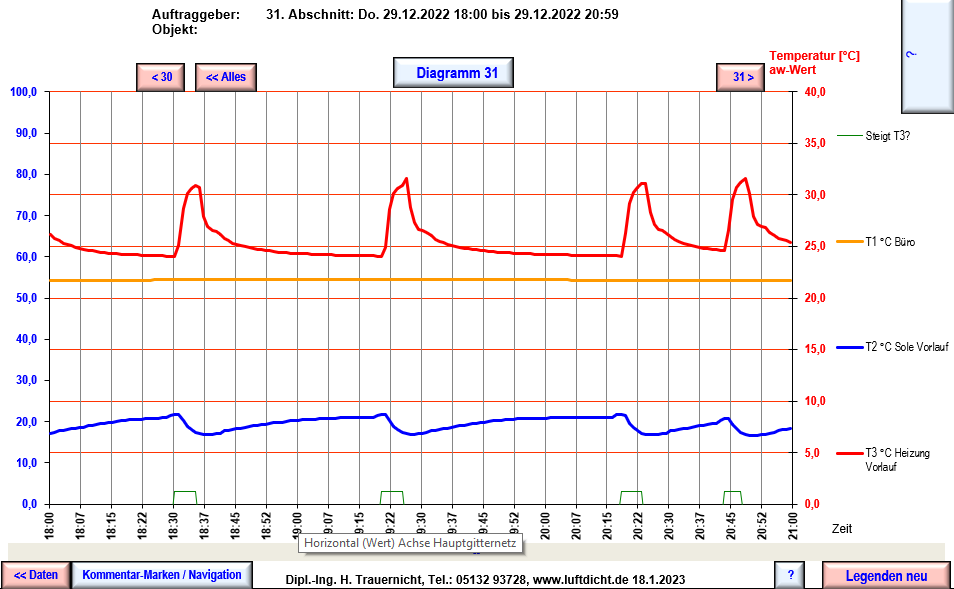 Auftraggeber: 31. Abschnitt: Do. 29.12.2022 18:00 bis 29.12.2022 20:59
Objekt:
?
< 30
<< Alles
Diagramm 31
31 >
Temperatur [°C]
aw-Wert
100,0
90,0
80,0
70,0
60,0
50,0
40,0
30,0
20,0
10,0
0,0
40,0
35,0
30,0
25,0
20,0
15,0
10,0
5,0
0,0
Steigt T3?
T1 °C Büro
T2 °C Sole Vorlauf
T3 °C Heizung
Vorlauf
18:00
18:07
18:15
18:22
18:30
18:37
18:45
18:52
19:00
19:07
19:15
19:22
19:30
19:37
19:45
19:52
20:00
20:07
20:15
20:22
20:30
20:37
20:45
20:52
21:00
Zeit
Horizontal (Wert) Achse Hauptgitternetz
<< Daten
Kommentar-Marken / Navigation
Dipl.-Ing. H. Trauernicht, Tel.: 05132 93728, www.luftdicht.de 18.1.2023
?
Legenden neu